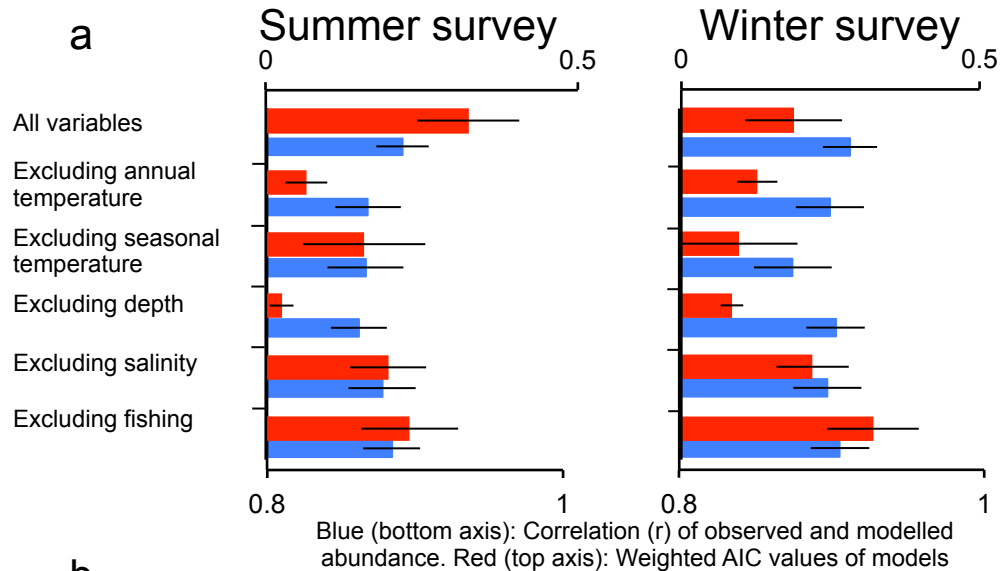 a
Summer survey
Winter survey
0
0.5
0
0.5
All variables
Excluding annual
temperature
Excluding seasonal
temperature
Excluding depth
Excluding salinity
Excluding fishing
0.8
1
0.8
1
Blue (bottom axis): Correlation (r) of observed and modelled
abundance. Red (top axis): Weighted AIC values of models